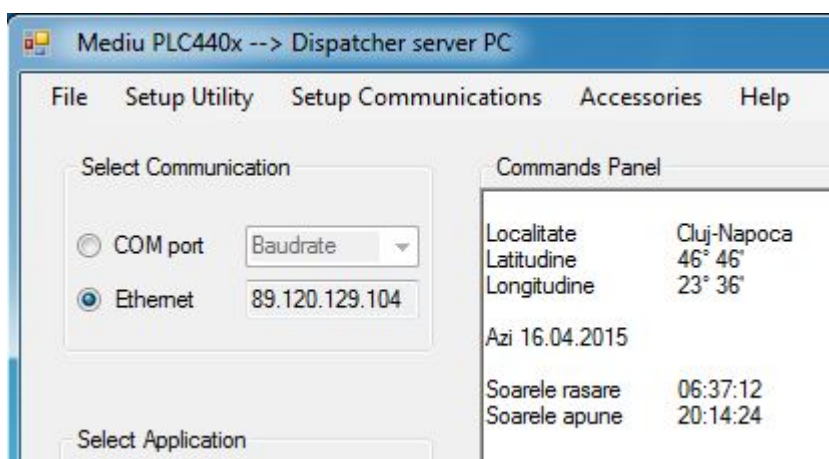 Mediu PLC440x --> Dispatcher server PC
File Setup Utility Setup Communications Accessories Help
Select Communication
COM port Baudrate
Ethernet 89.120.129.104
Select Application
Commands Panel
Localitate Cluj-Napoca
Latitudine 46° 46'
Longitudine 23° 36'
Azi 16.04.2015
Soarele rasare 06:37:12
Soarele apune 20:14:24